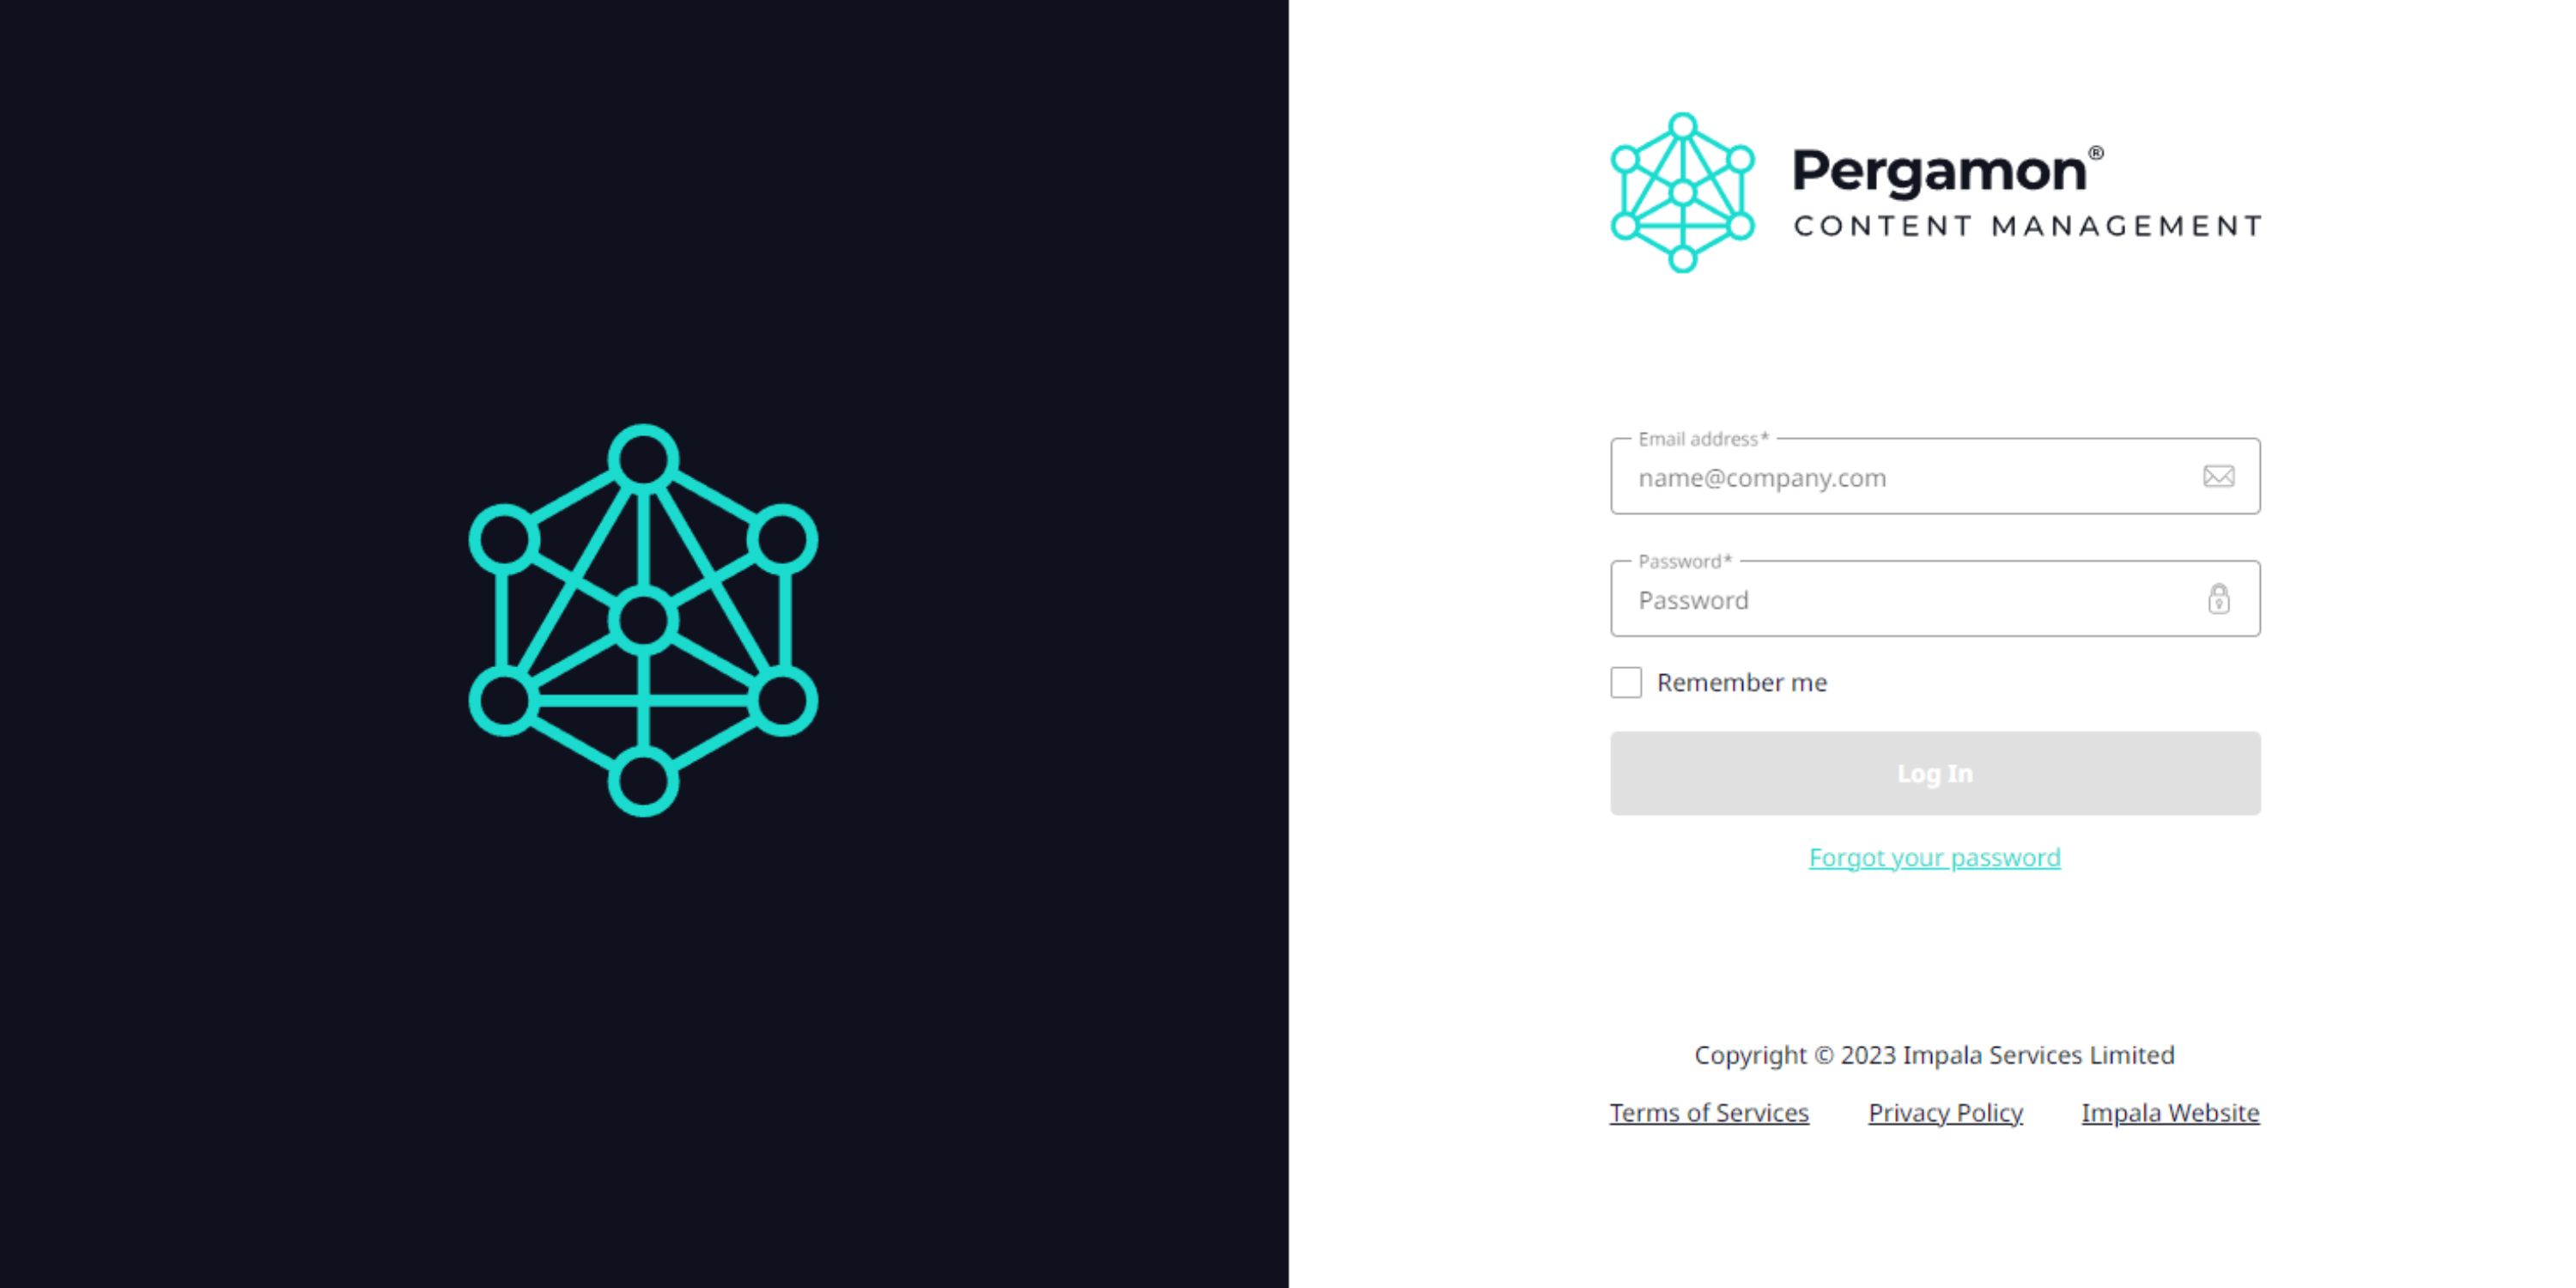 Pergamon®
CONTENT MANAGEMENT
Email address*
name@company.com
Password*
Password
Remember me
Log In
Forgot your password
Copyright © 2023 Impala Services Limited
Terms of Services Privacy Policy Impala Website